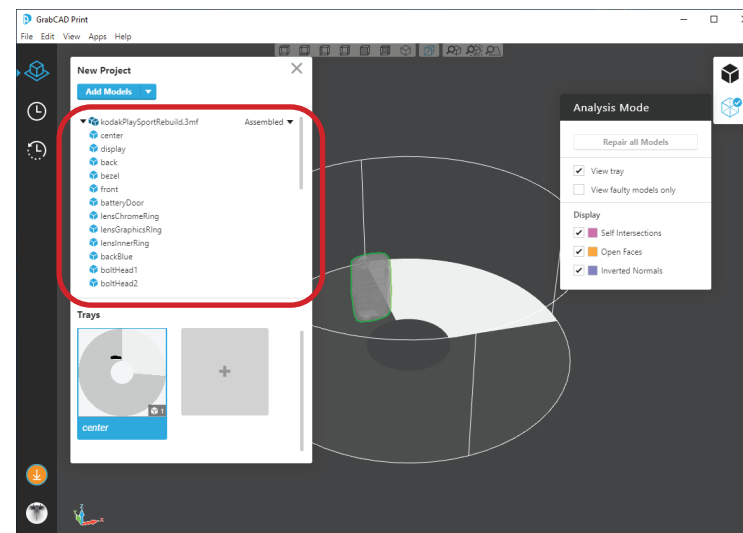 GrabCAD Print
File Edit View Apps Help
New Project
Add Models
kodakPlaySportRebuild.3mf Assembled
center
display
back
bezel
front
batteryDoor
lensChromeRing
lensGraphicsRIng
lensInnerRing
backBlue
boltHead1
boltHead2
Trays
1
center
Analysis Mode
Repair all Models
View tray
View faulty models only
Display
Self Intersections
Open Faces
Inverted Normals
Z
X